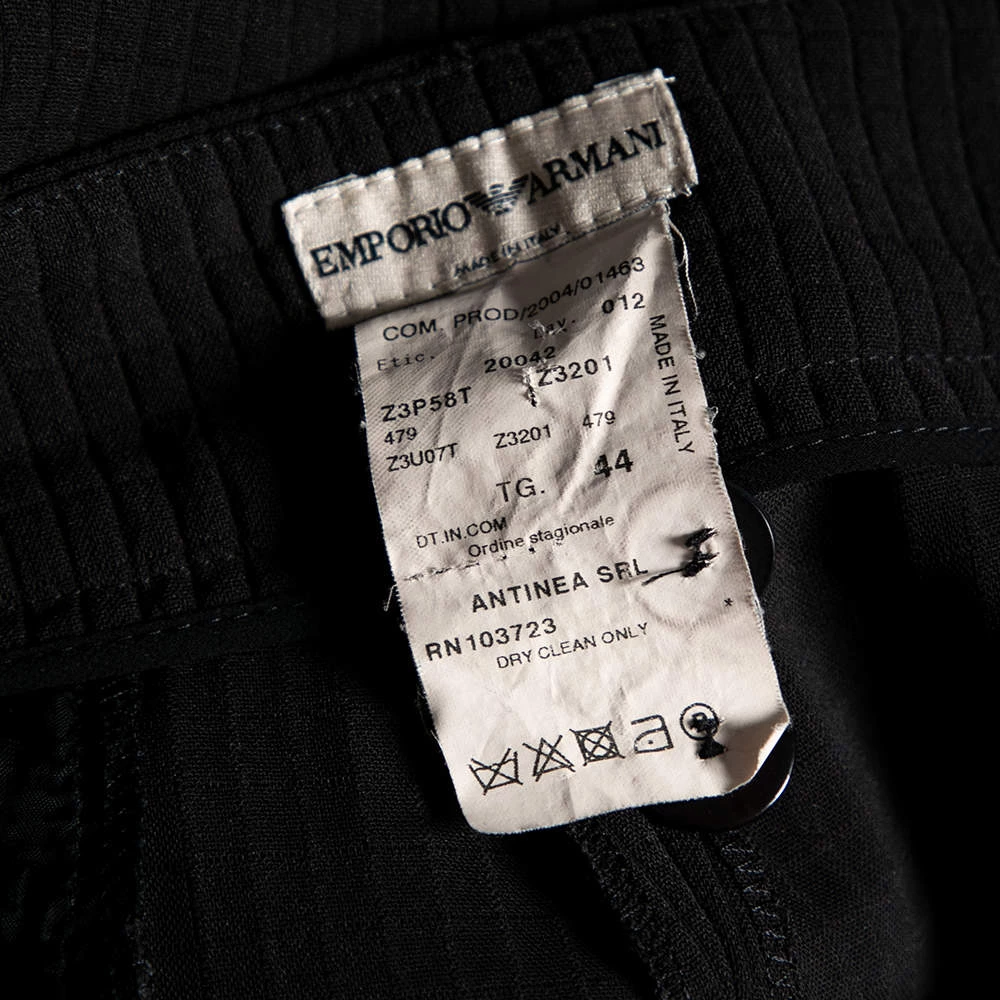 EMPORIO ARMANI
MADE IN ITALY
COM. PROD/2004/01463
Etic. Dav. 012
20042
Z3P58T Z3201
479
Z3U07T Z3201 479
TG. 44
MADE IN ITALY
DT.IN.COM
Ordine stagionale
ANTINEA SRL
RN103723
DRY CLEAN ONLY
*